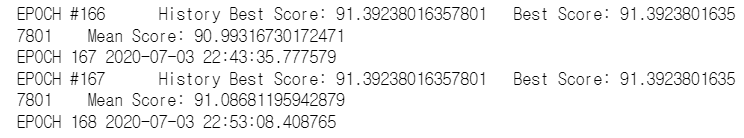 EPOCH #166 History Best Score: 91.39238016357801 Best Score: 91.3923801635
7801 Mean Score: 90.99316730172471
EPOCH 167 2020-07-03 22:43:35.777579
EPOCH #167 History Best Score: 91.39238016357801 Best Score: 91.3923801635
7801 Mean Score: 91.08681195942879
EPOCH 168 2020-07-03 22:53:08.408765